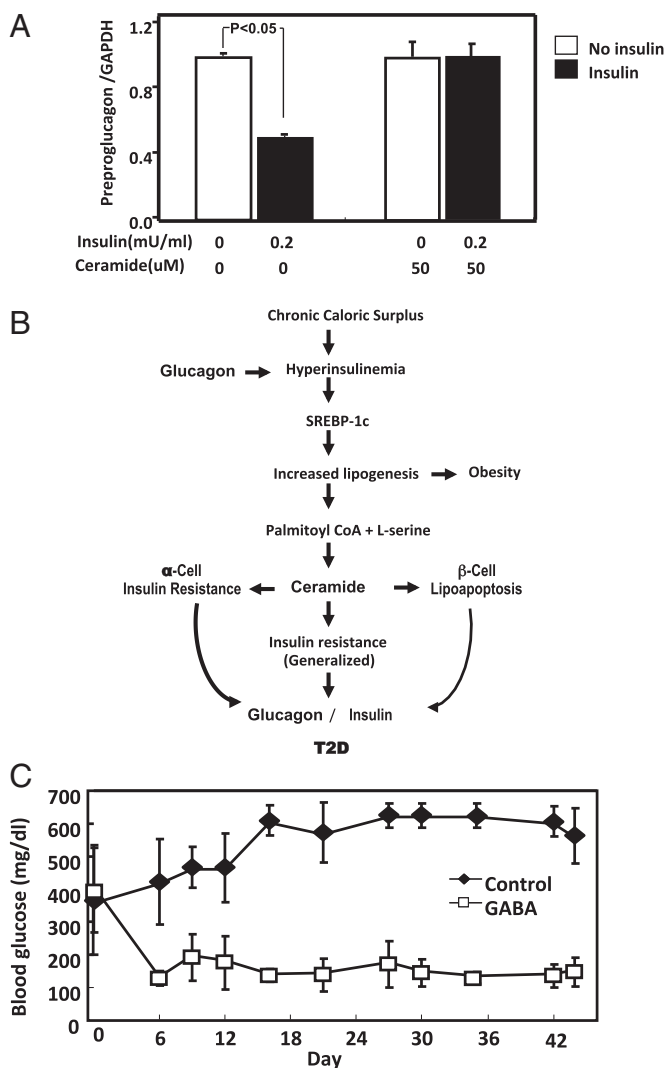 A
P<0.05
No insulin
Insulin
Preproglucagon /GAPDH
1.2
0.8
0.4
0.0
Insulin(mU/ml) 0 0.2 0 0.2
Ceramide(uM) 0 0 50 50
B
Chronic Caloric Surplus
Glucagon Hyperinsulinemia
SREBP-1c
Increased lipogenesis Obesity
Palmitoyl CoA + L-serine
α-Cell
Insulin Resistance
Ceramide
β-Cell
Lipoapoptosis
Insulin resistance
(Generalized)
Glucagon / Insulin
T2D
C
Blood glucose (mg/dl)
700
600
500
400
300
200
100
0
Control
GABA
0 6 12 18 24 30 36 42
Day